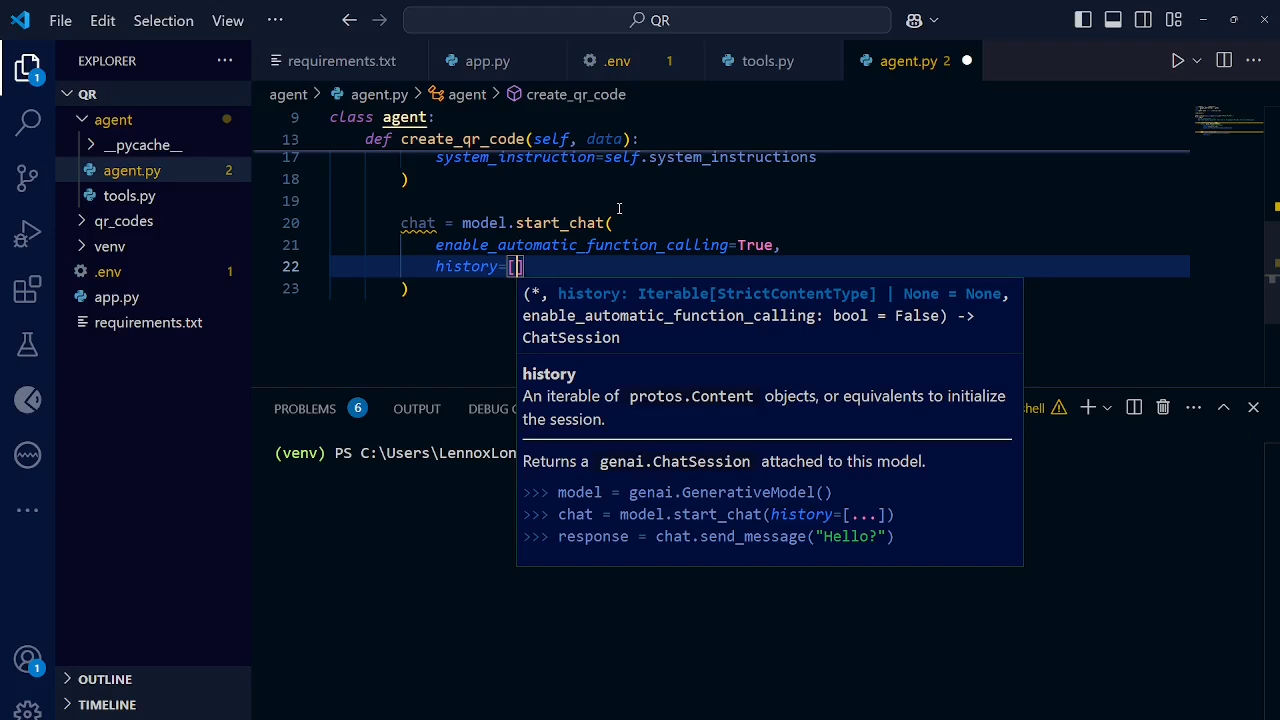 File Edit Selection View ··· QR
EXPLORER ···
requirements.txt
app.py
.env 1
tools.py
agent.py 2
QR
agent
__pycache__
agent.py 2
tools.py
qr_codes
venv
.env 1
app.py
requirements.txt
agent > agent.py > agent > create_qr_code
9 class agent:
13 def create_qr_code(self, data):
17 system_instruction=self.system_instructions
18 )
19
20 chat = model.start_chat(
21 enable_automatic_function_calling=True,
22 history=[]
23 )
(*, history: Iterable[StrictContentType] | None = None,
enable_automatic_function_calling: bool = False) ->
ChatSession
history
An iterable of protos.Content objects, or equivalents to initialize
the session.
Returns a genai.ChatSession attached to this model.
>>> model = genai.GenerativeModel()
>>> chat = model.start_chat(history=[...])
>>> response = chat.send_message("Hello?")
PROBLEMS 6 OUTPUT DEBUG C
hell
(venv) PS C:\Users\LennoxLon
1
1
OUTLINE
TIMELINE